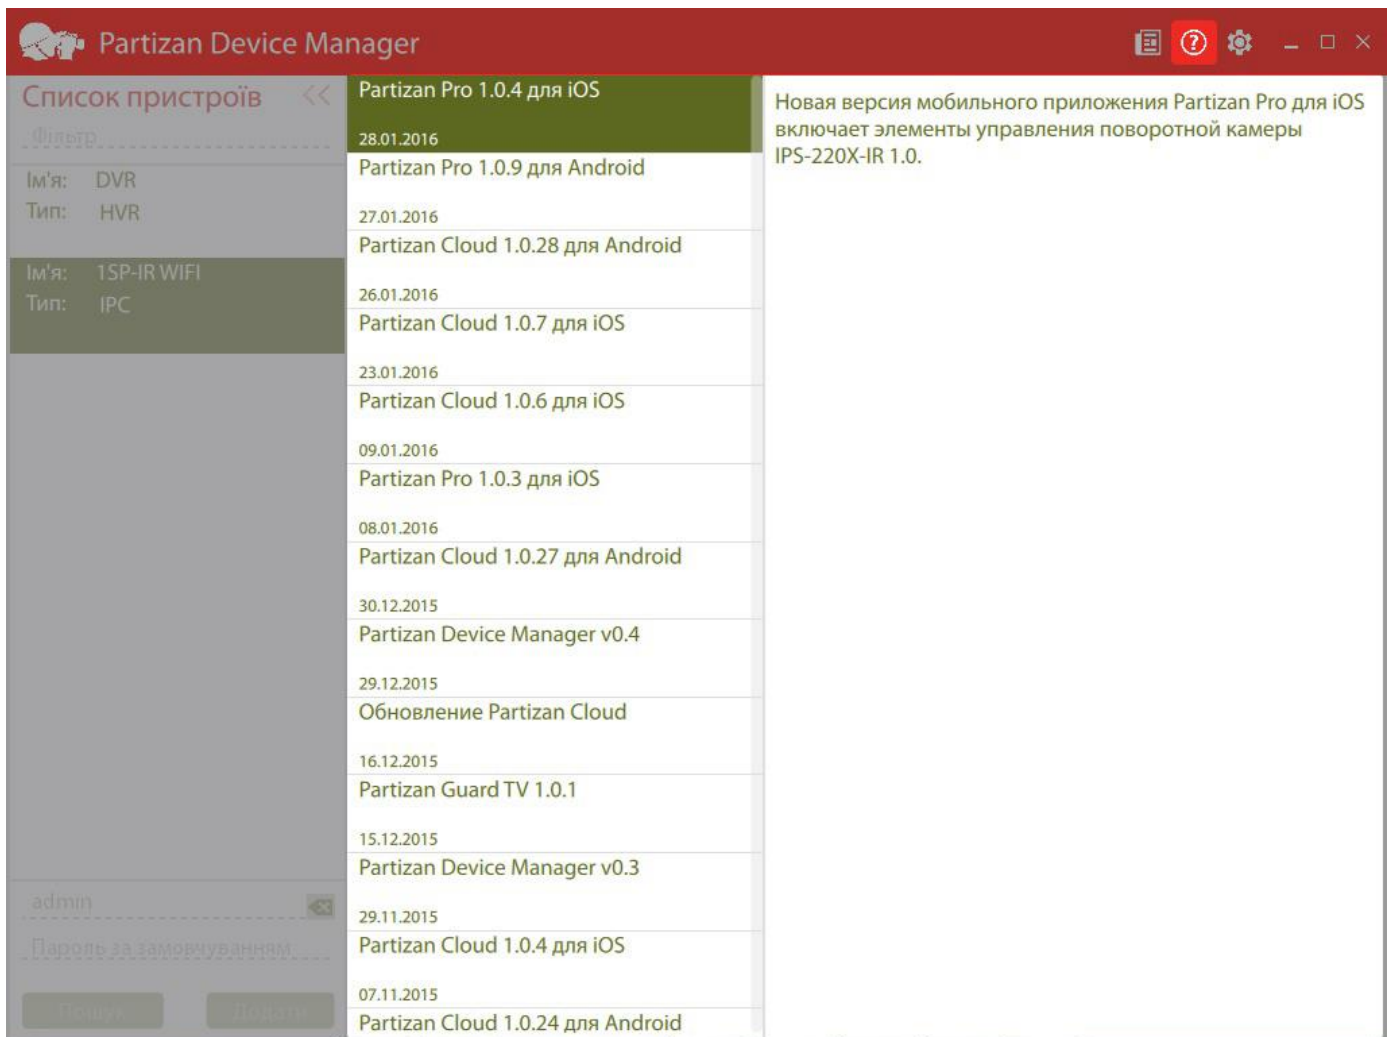 Partizan Device Manager
Список пристроїв <<
Фільтр
Ім'я: DVR
Тип: HVR
Ім'я: 1SP-IR WIFI
Тип: IPC
admin
Пароль за замовчуванням
Пошук Додати
Partizan Pro 1.0.4 для iOS
28.01.2016
Partizan Pro 1.0.9 для Android
27.01.2016
Partizan Cloud 1.0.28 для Android
26.01.2016
Partizan Cloud 1.0.7 для iOS
23.01.2016
Partizan Cloud 1.0.6 для iOS
09.01.2016
Partizan Pro 1.0.3 для iOS
08.01.2016
Partizan Cloud 1.0.27 для Android
30.12.2015
Partizan Device Manager v0.4
29.12.2015
Обновление Partizan Cloud
16.12.2015
Partizan Guard TV 1.0.1
15.12.2015
Partizan Device Manager v0.3
29.11.2015
Partizan Cloud 1.0.4 для iOS
07.11.2015
Partizan Cloud 1.0.24 для Android
Новая версия мобильного приложения Partizan Pro для iOS
включает элементы управления поворотной камеры
IPS-220X-IR 1.0.